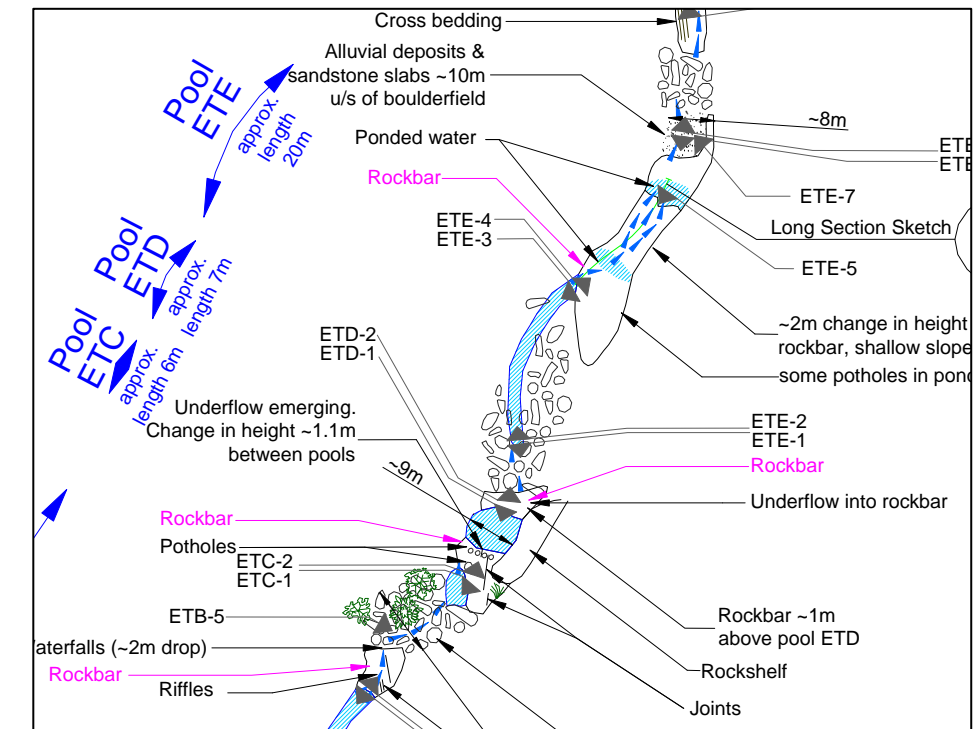 Cross bedding
Alluvial deposits &
sandstone slabs ~10m
u/s of boulderfield
Pool
ETE
approx.
length
20m
~8m
Ponded water
ETE
ETE
Rockbar
ETE-7
ETE-4
ETE-3
Long Section Sketch
ETE-5
Pool
ETD
approx.
length 7m
~2m change in height
rockbar, shallow slope
some potholes in pond
Pool
ETC
approx.
length 6m
ETD-2
ETD-1
Underflow emerging.
Change in height ~1.1m
between pools
~9m
ETE-2
ETE-1
Rockbar
Underflow into rockbar
Rockbar
Potholes
ETC-2
ETC-1
ETB-5
Rockbar ~1m
above pool ETD
aterfalls (~2m drop)
Rockbar
Rockshelf
Riffles
Joints